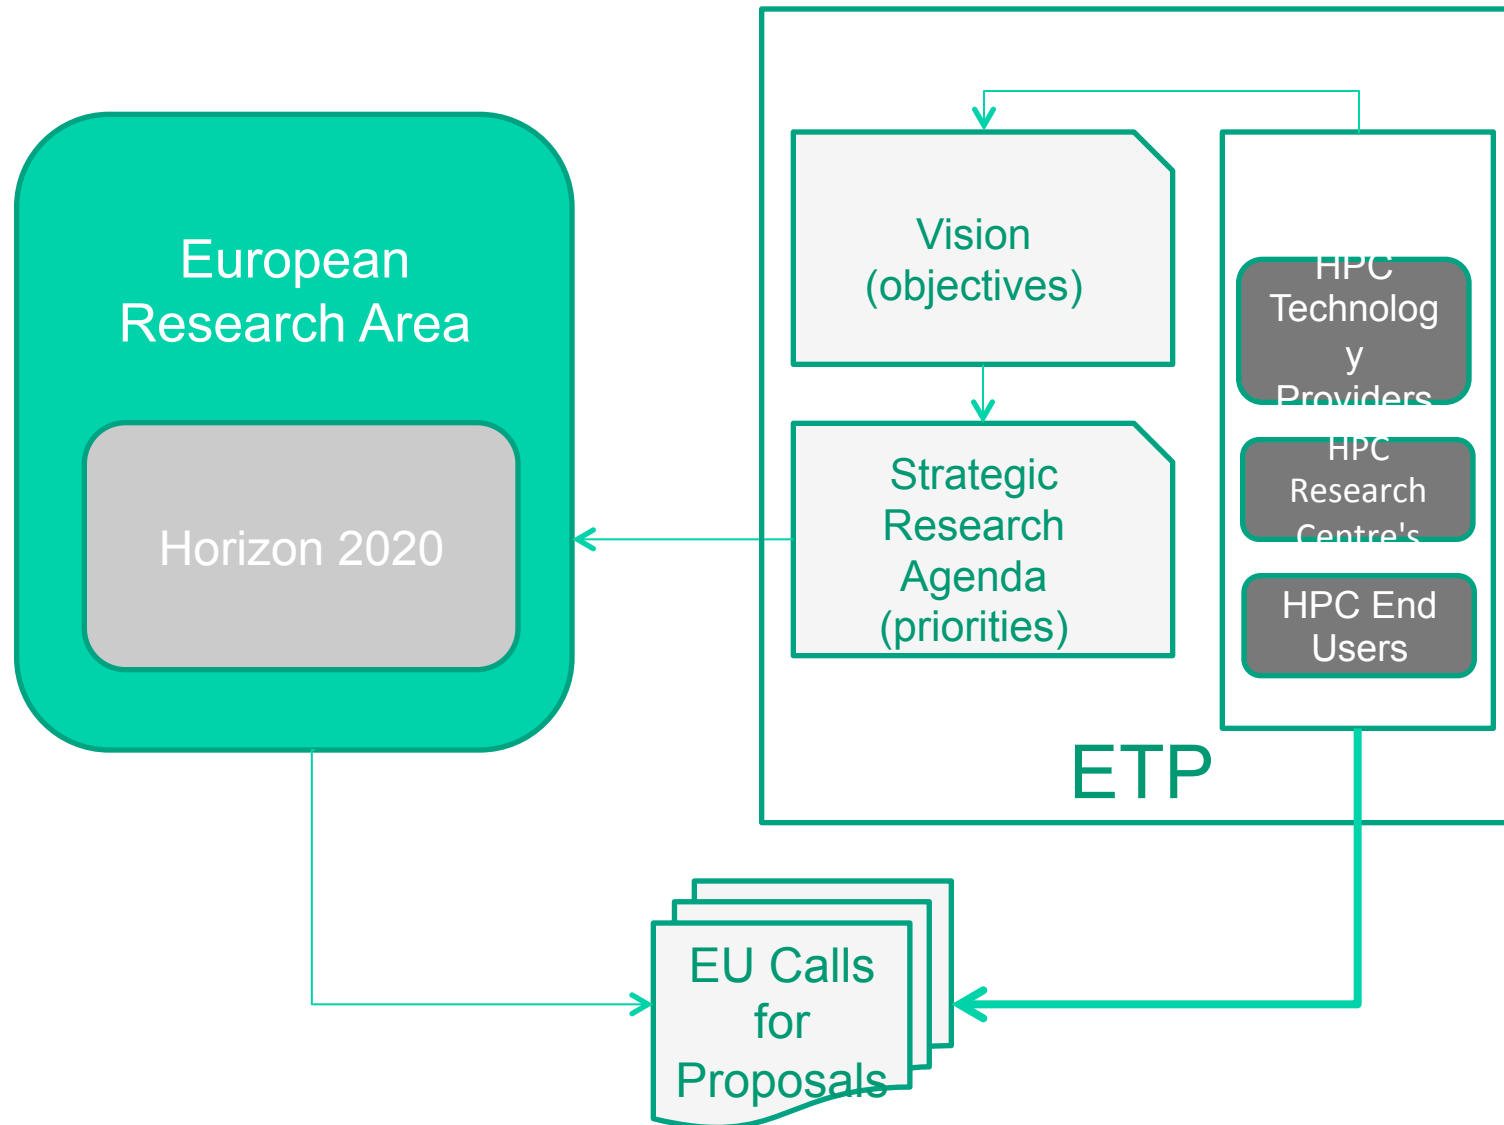 European
Research Area
Horizon 2020
Vision
(objectives)
Strategic
Research
Agenda
(priorities)
HPC
Technolog
y
Providers
HPC
Research
Centre's
HPC End
Users
ETP
EU Calls
for
Proposals